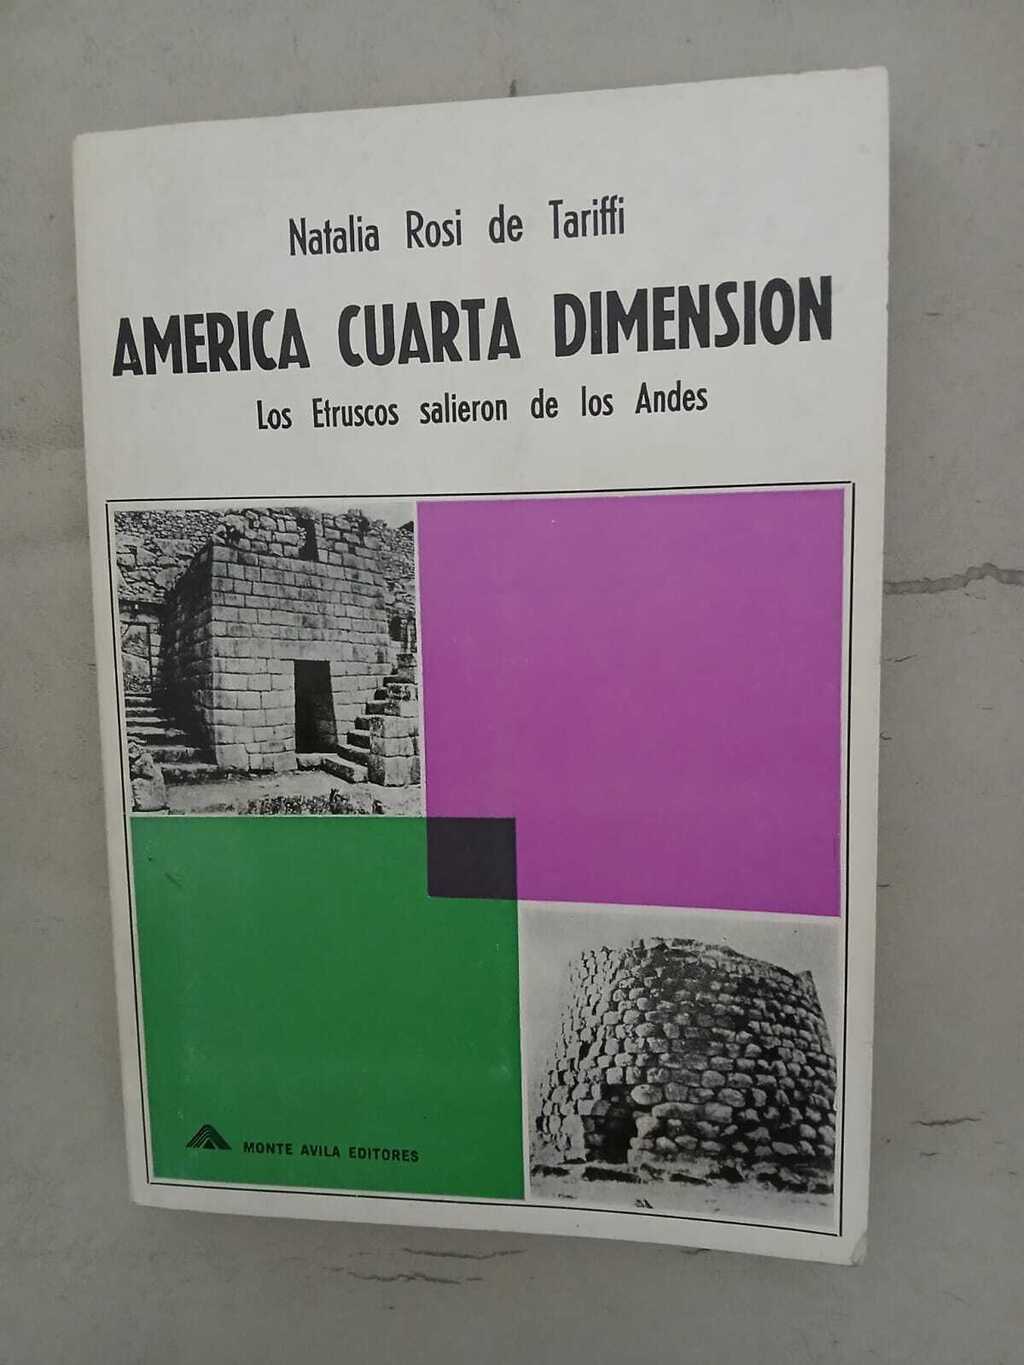 Natalia Rosi de Tariffi
AMERICA CUARTA DIMENSION
Los Etruscos salieron de los Andes
MONTE AVILA EDITORES